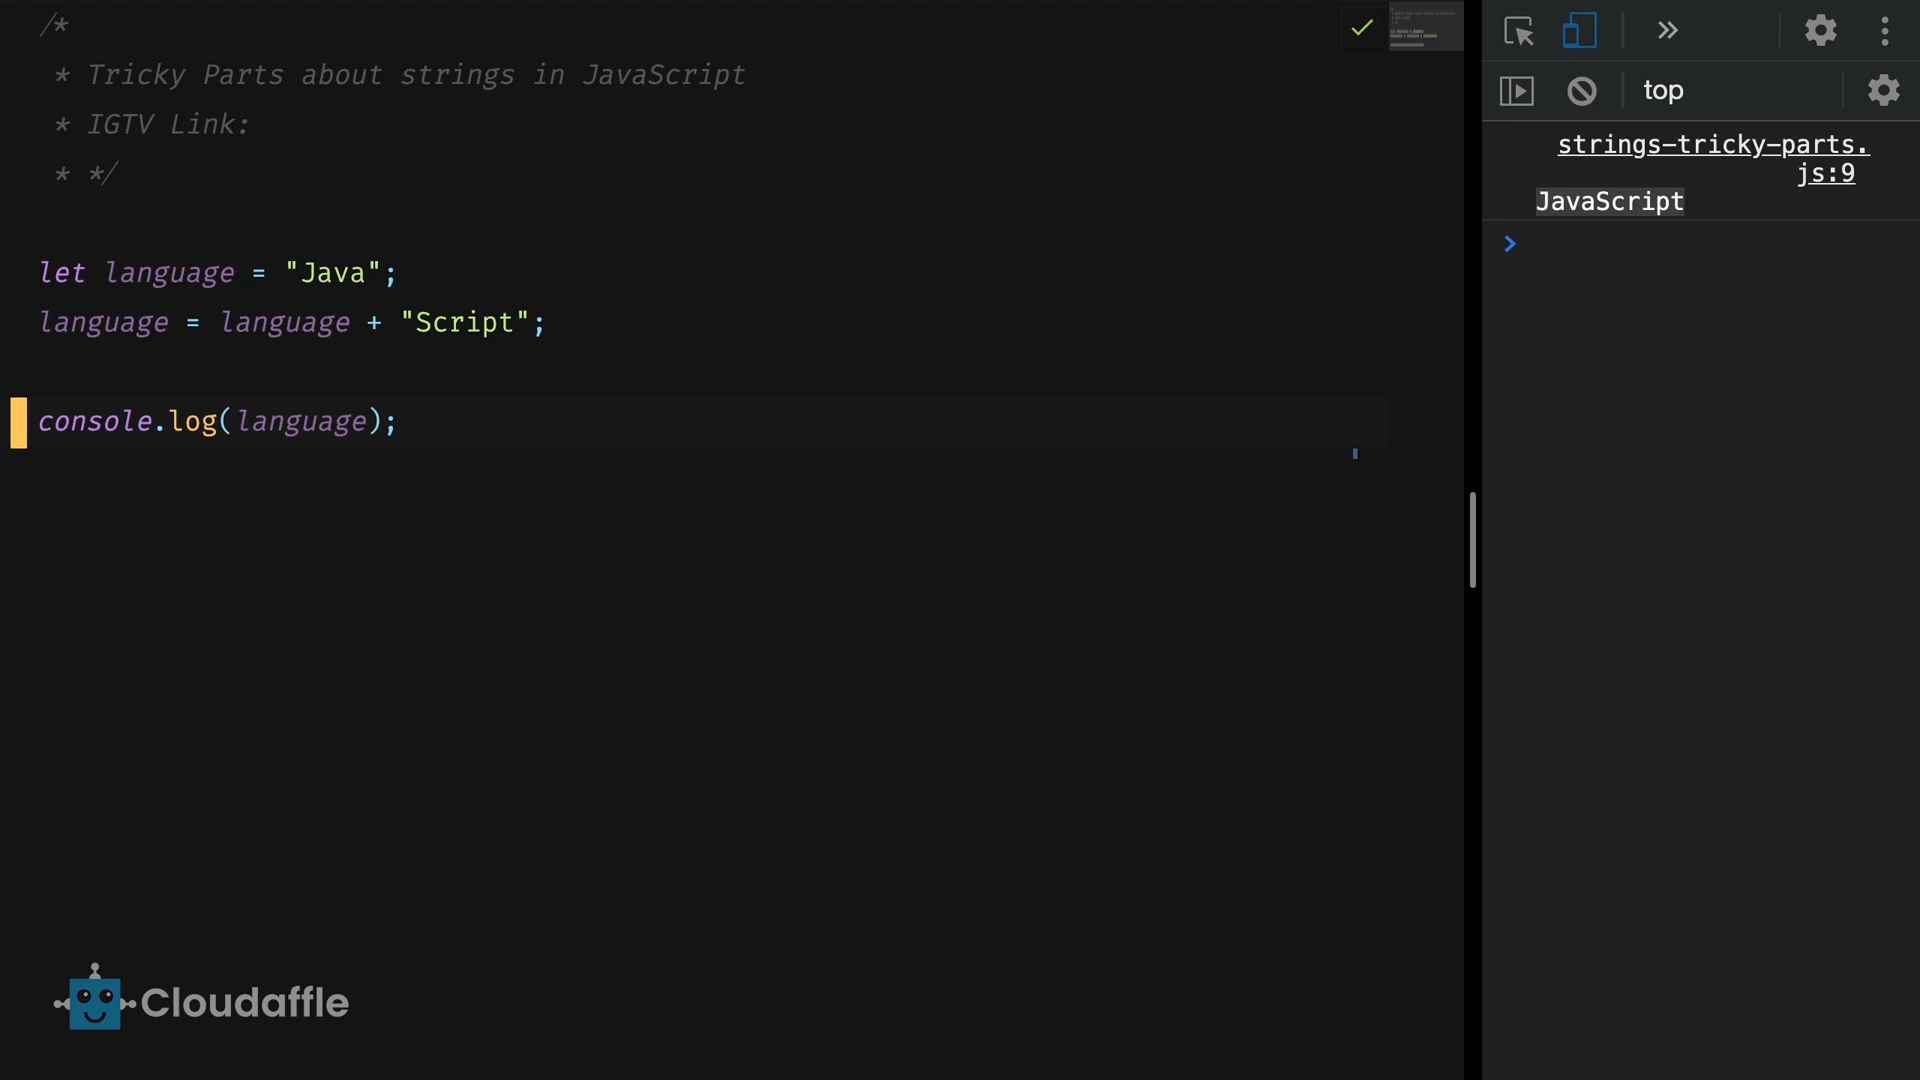 /*
* Tricky Parts about strings in JavaScript
* IGTV Link:
* */
let language = "Java";
language = language + "Script";
console.log(language);
Cloudaffle
top
strings-tricky-parts.
js:9
JavaScript
>